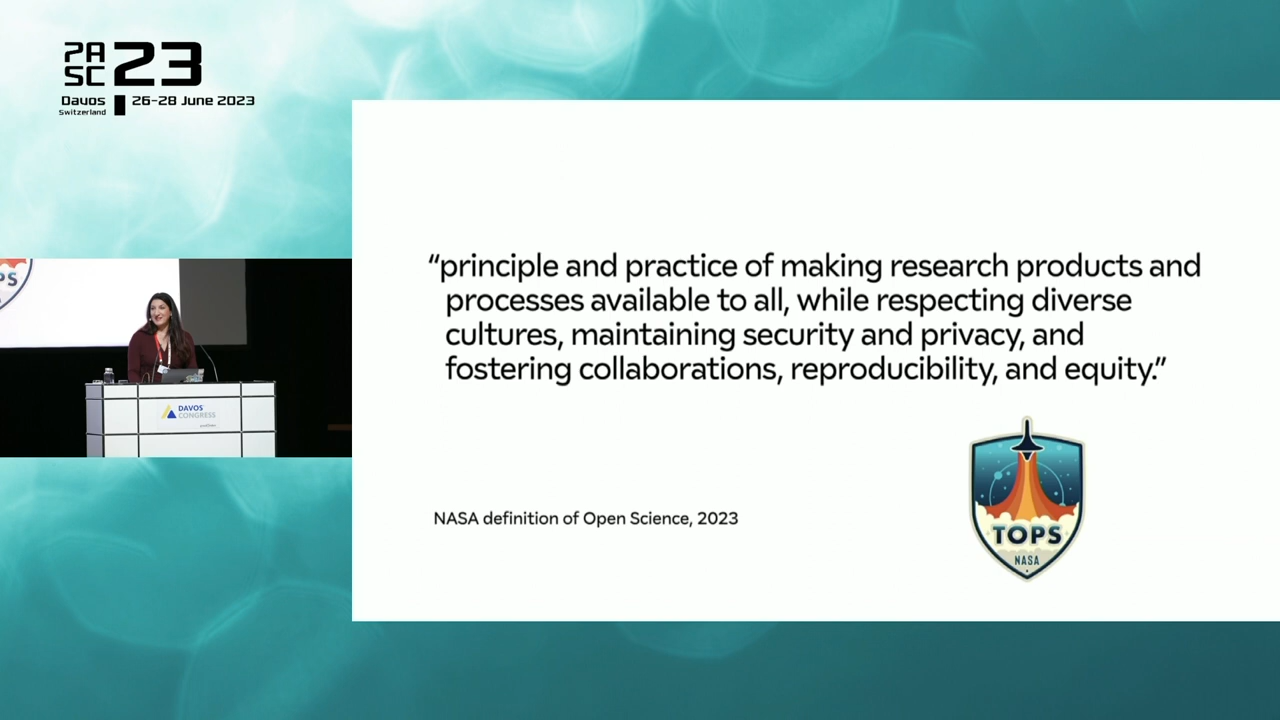 PA
SC 23
Davos
Switzerland
26-28 June 2023
"principle and practice of making research products and
processes available to all, while respecting diverse
cultures, maintaining security and privacy, and
fostering collaborations, reproducibility, and equity."
NASA definition of Open Science, 2023
TOPS
NASA
PS
DAVOS
CONGRESS